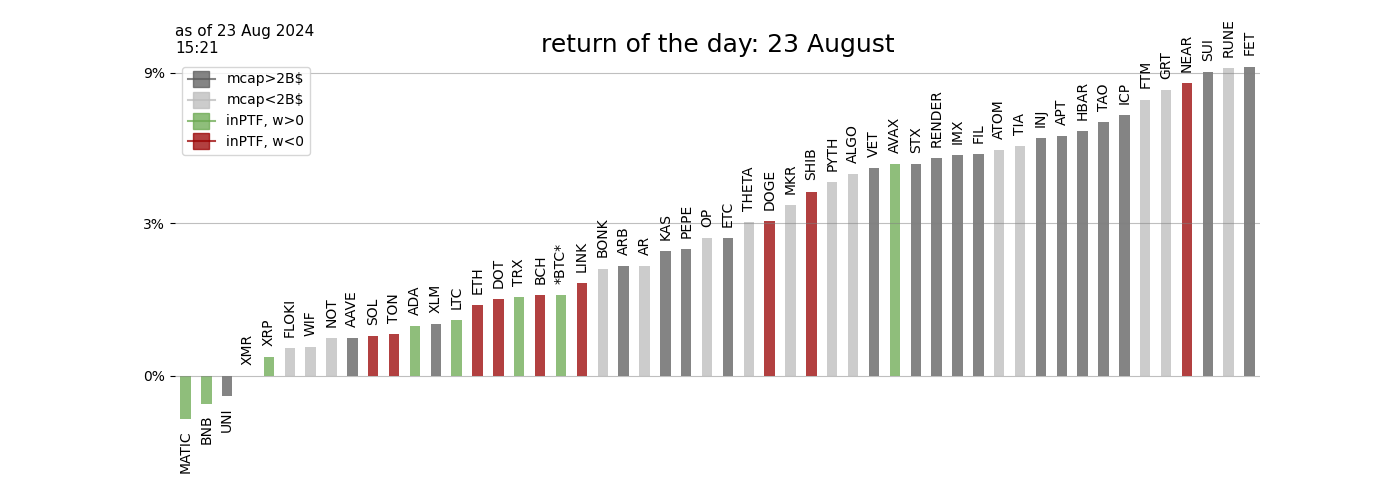 as of 23 Aug 2024
15:21
return of the day: 23 August
9%
3%
0%
mcap>2B$
mcap<2B$
inPTF, w>0
inPTF, w<0
MATIC
BNB
UNI
XMR
XRP
FLOKI
WIF
NOT
AAVE
SOL
TON
ADA
XLM
LTC
ETH
DOT
TRX
BCH
*BTC*
LINK
BONK
ARB
AR
KAS
PEPE
OP
ETC
THETA
DOGE
MKR
SHIB
PYTH
ALGO
VET
AVAX
STX
RENDER
IMX
FIL
ATOM
TIA
INJ
APT
HBAR
TAO
ICP
FTM
GRT
NEAR
SUI
RUNE
FET